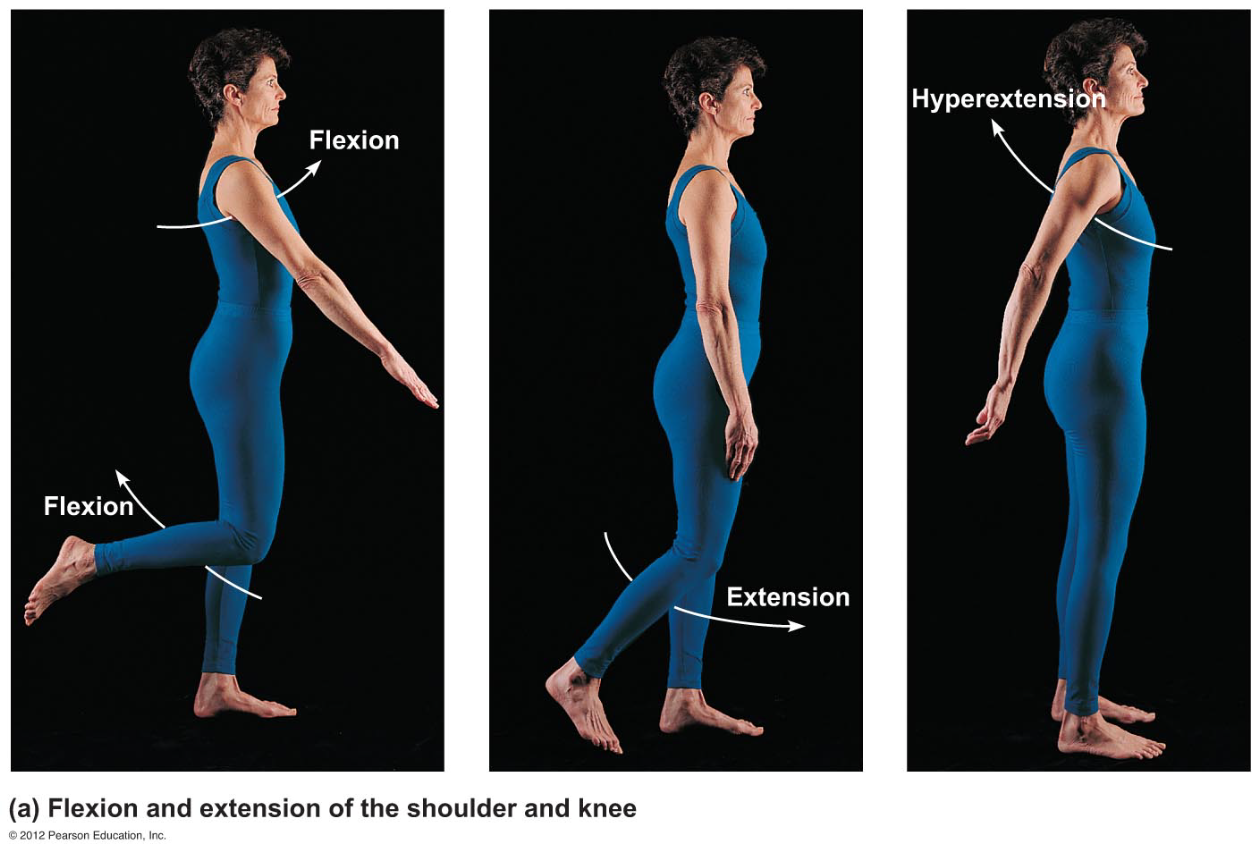 Flexion
Flexion
Extension
Hyperextension
(a) Flexion and extension of the shoulder and knee
© 2012 Pearson Education, Inc.